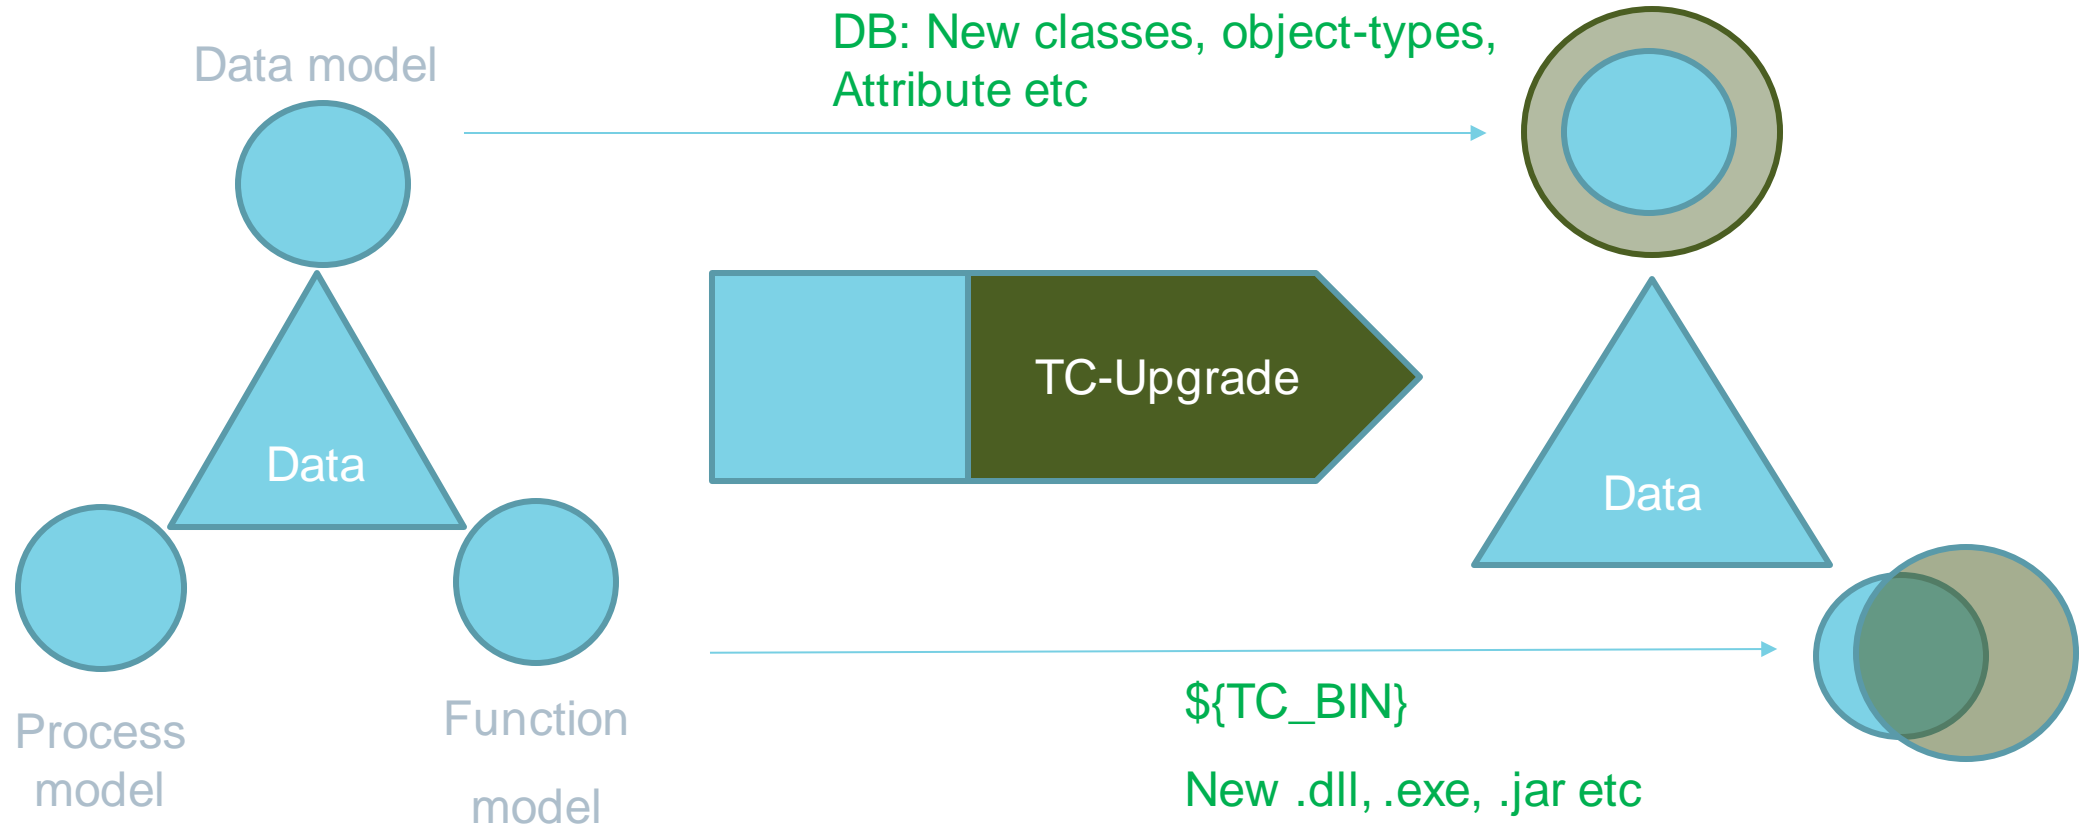 Data model
DB: New classes, object-types,
Attribute etc
TC-Upgrade
Data
Data
Process
model
Function
model
${TC_BIN}
New .dll, .exe, .jar etc